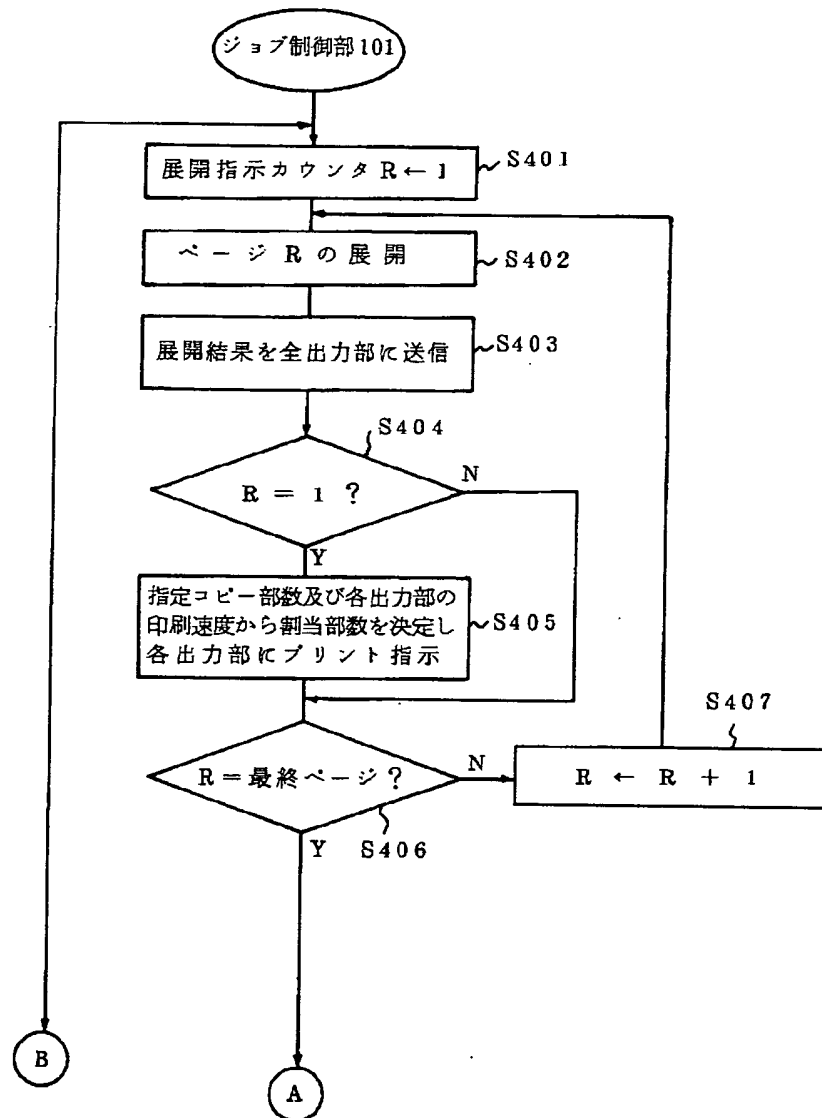 ジョブ制御部101
展開指示カウンタR←1
S401
ページRの展開
S402
展開結果を全出力部に送信
S403
S404
R=1?
N
Y
指定コピー部数及び各出力部の
印刷速度から割当部数を決定し
各出力部にプリント指示
S405
S407
R=最終ページ?
N
R ← R + 1
Y
S406
B
A